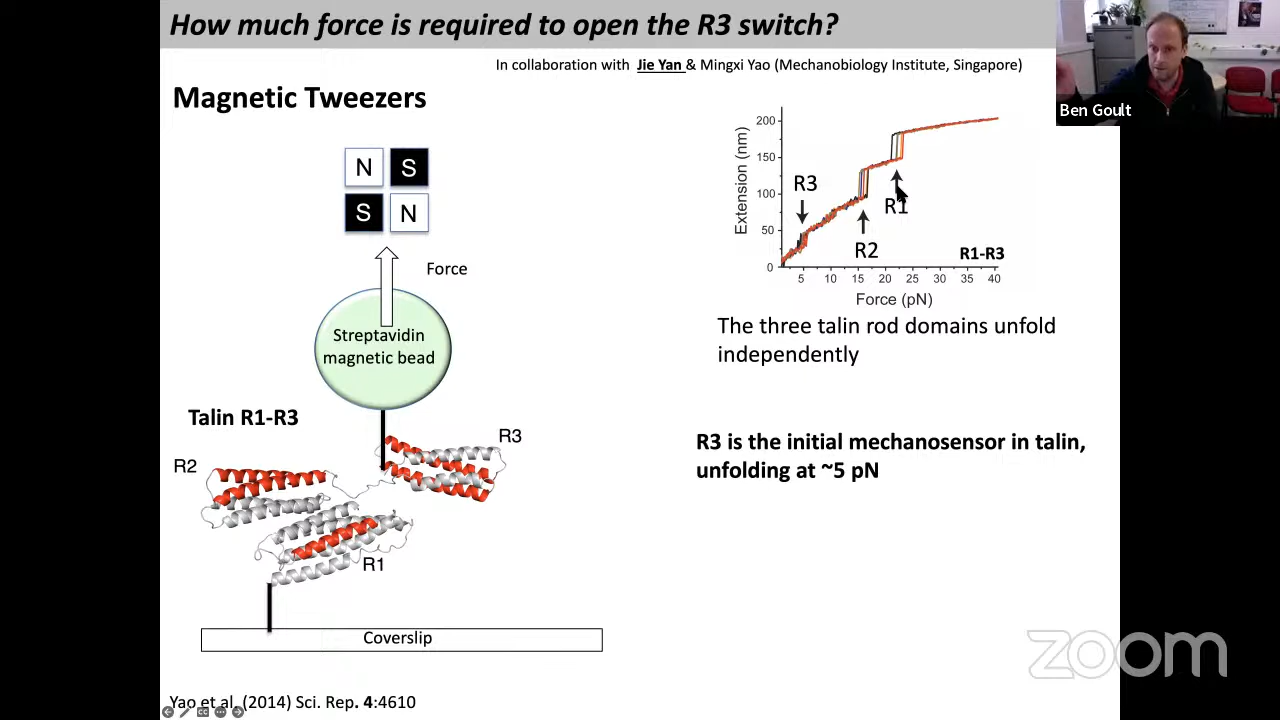 How much force is required to open the R3 switch?
In collaboration with Jie Yan & Mingxi Yao (Mechanobiology Institute, Singapore)
Ben Goult
Magnetic Tweezers
N S
S N
Force
Streptavidin
magnetic bead
Talin R1-R3
R3
R2
R1
Coverslip
Extension (nm)
200
150
100
50
0
R3
R2
R1
R1-R3
5 10 15 20 25 30 35 40
Force (pN)
The three talin rod domains unfold
independently
R3 is the initial mechanosensor in talin,
unfolding at ~5 pN
Yao et al. (2014) Sci. Rep. 4:4610
zoom